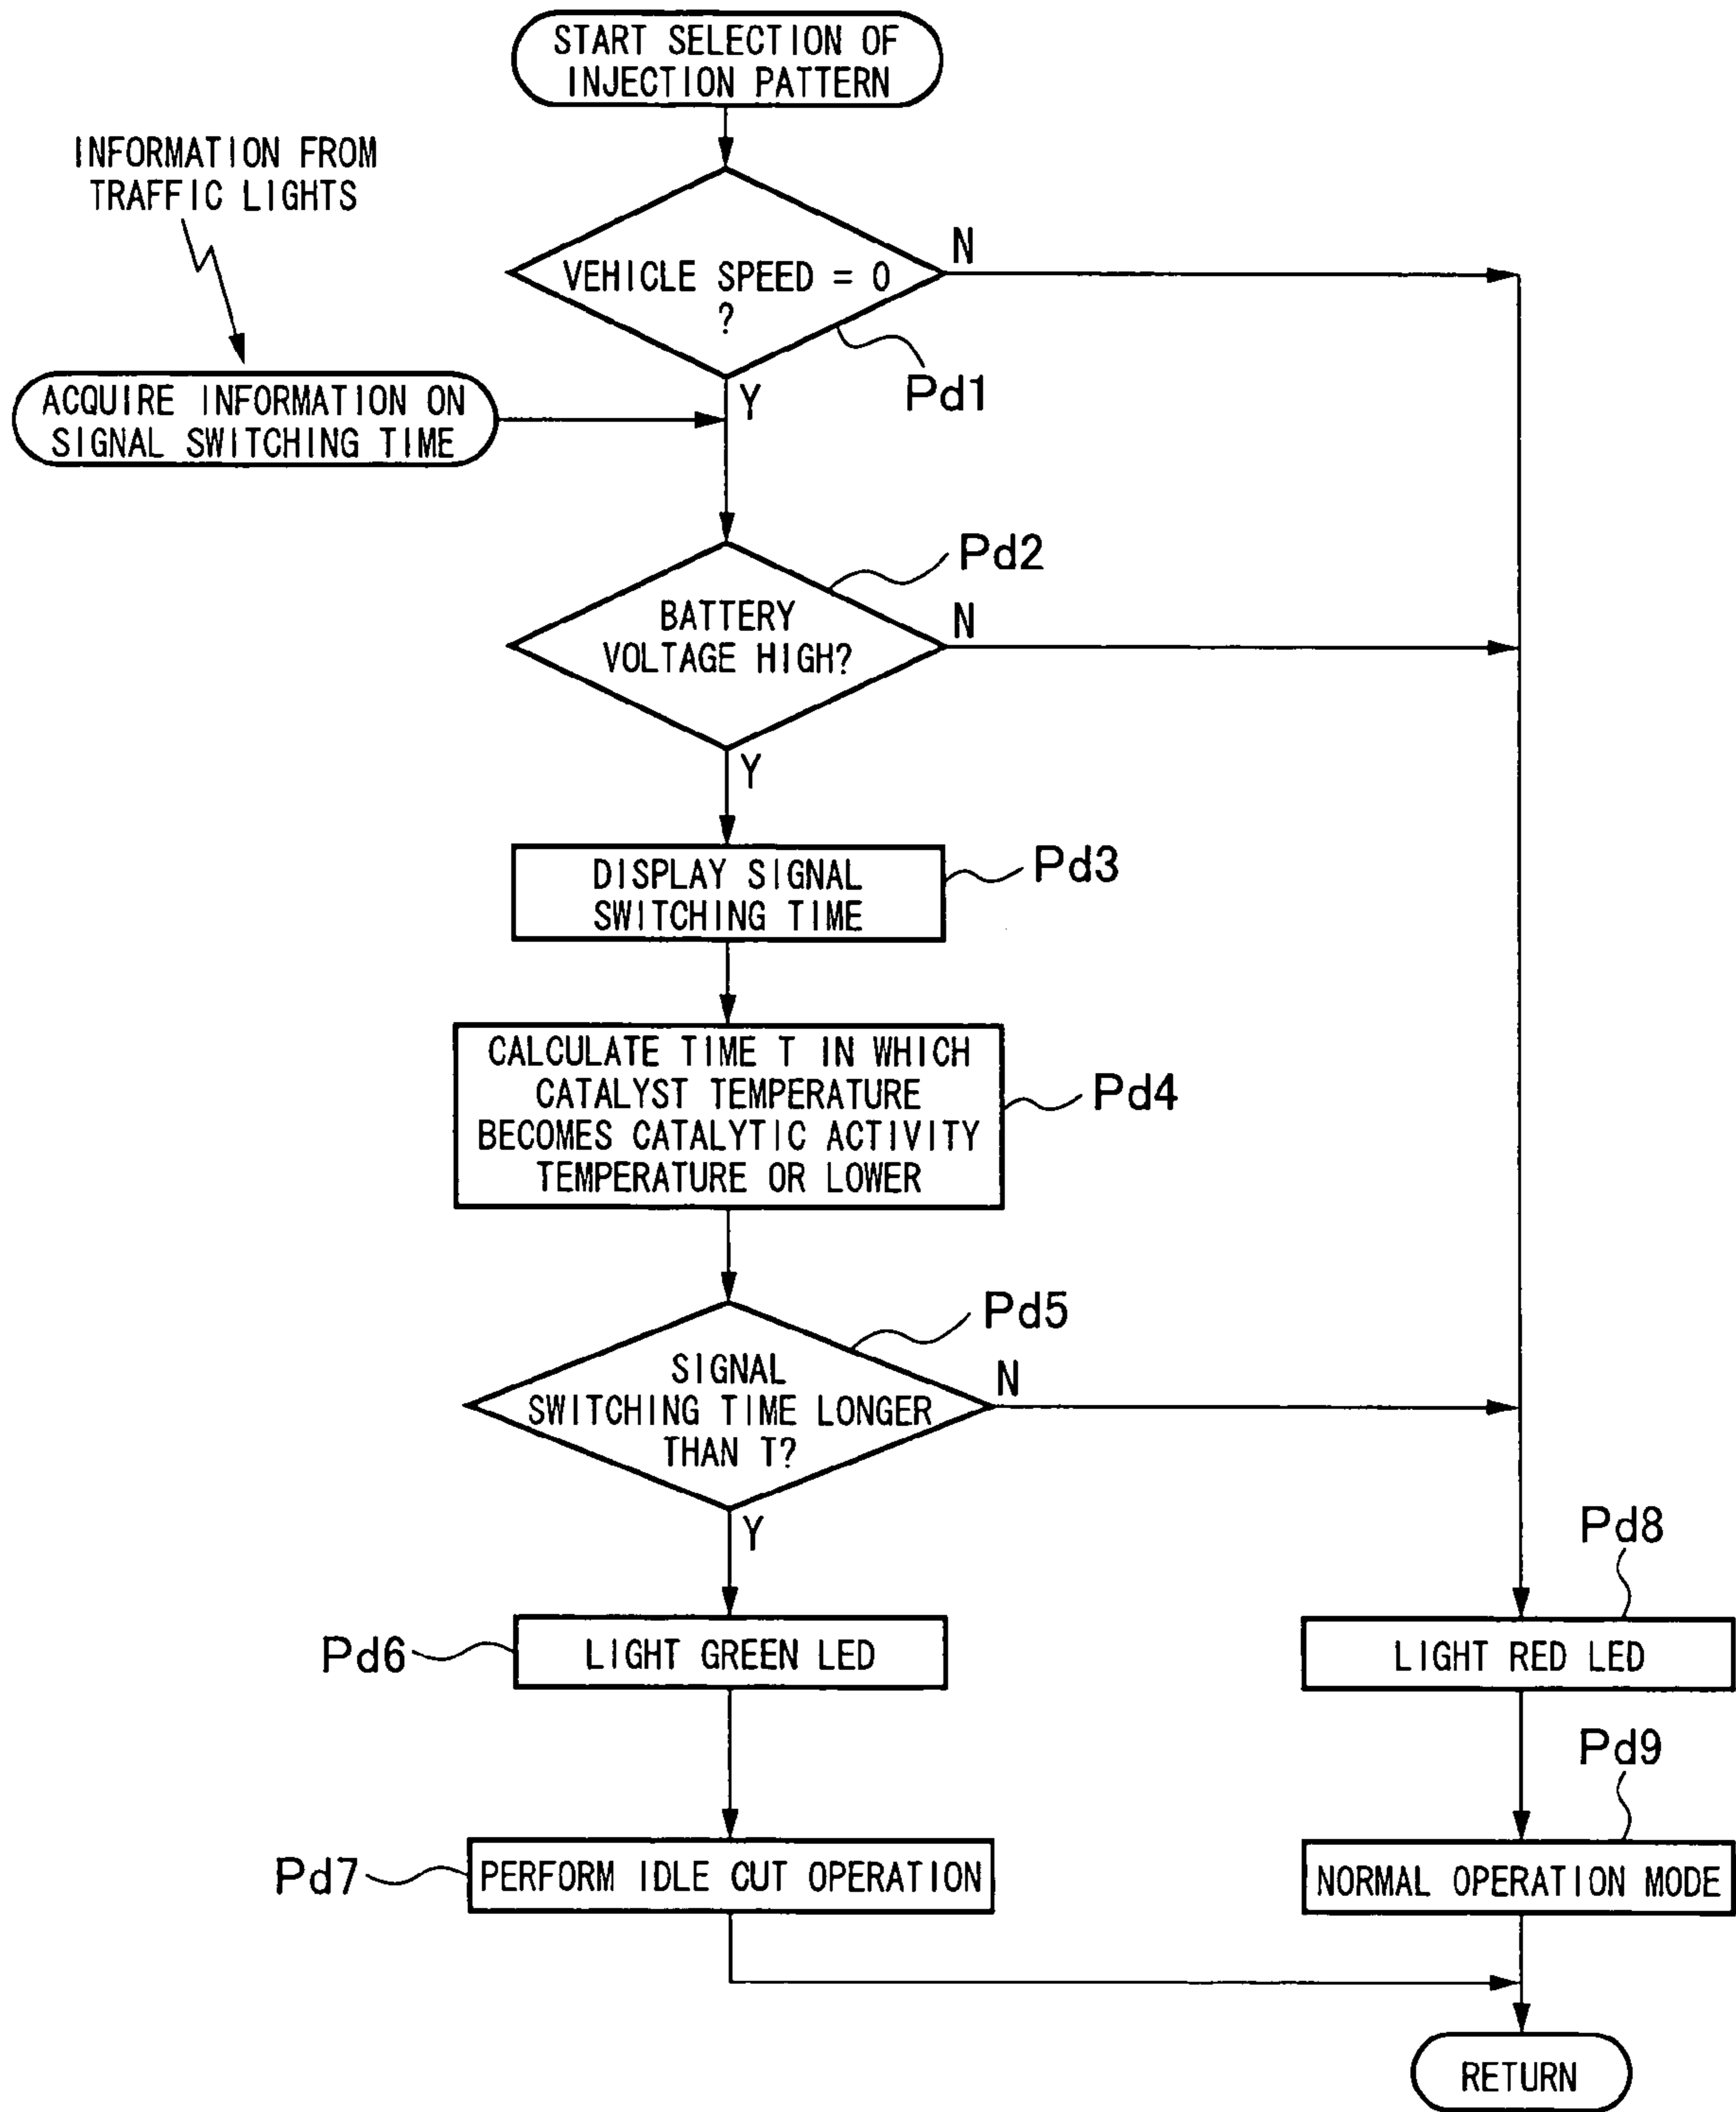 START SELECTION OF
INJECTION PATTERN
INFORMATION FROM
TRAFFIC LIGHTS
VEHICLE SPEED = 0
?
N
Pd1
Y
ACQUIRE INFORMATION ON
SIGNAL SWITCHING TIME
Pd2
BATTERY
VOLTAGE HIGH?
N
Y
DISPLAY SIGNAL
SWITCHING TIME
Pd3
CALCULATE TIME T IN WHICH
CATALYST TEMPERATURE
BECOMES CATALYTIC ACTIVITY
TEMPERATURE OR LOWER
Pd4
Pd5
SIGNAL
SWITCHING TIME LONGER
THAN T?
N
Y
Pd8
Pd6
LIGHT GREEN LED
LIGHT RED LED
Pd9
Pd7
PERFORM IDLE CUT OPERATION
NORMAL OPERATION MODE
RETURN